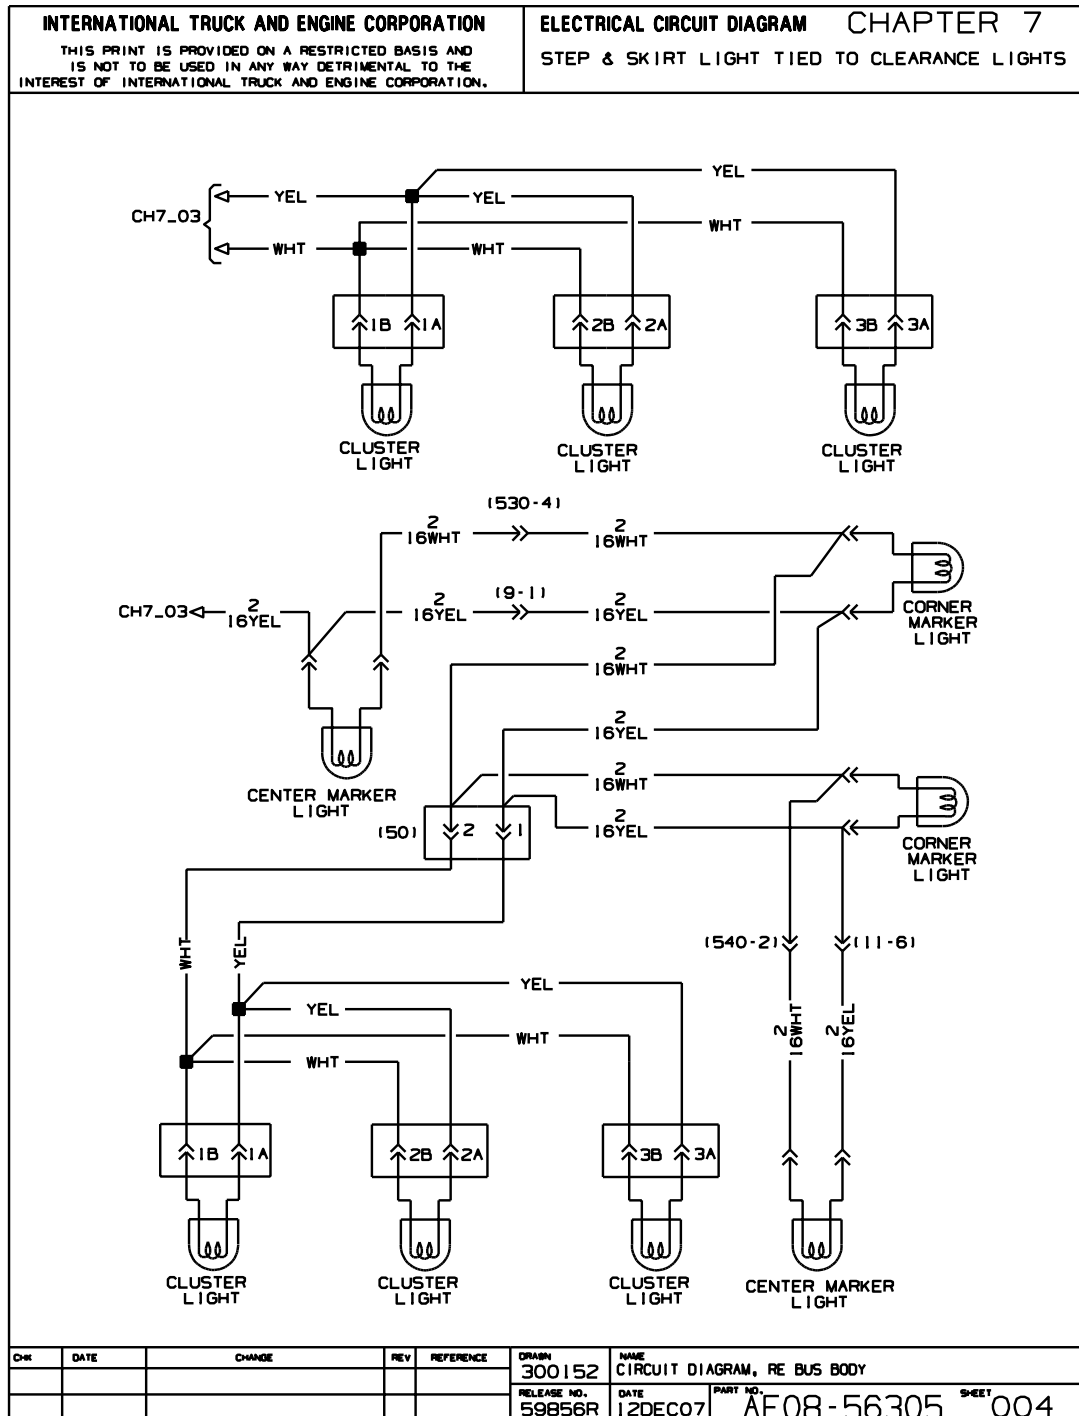 INTERNATIONAL TRUCK AND ENGINE CORPORATION
THIS PRINT IS PROVIDED ON A RESTRICTED BASIS AND
IS NOT TO BE USED IN ANY WAY DETRIMENTAL TO THE
INTEREST OF INTERNATIONAL TRUCK AND ENGINE CORPORATION.
ELECTRICAL CIRCUIT DIAGRAM CHAPTER 7
STEP & SKIRT LIGHT TIED TO CLEARANCE LIGHTS
YEL
YEL
YEL
CH7_03
WHT
WHT
WHT
1B
1A
2B
2A
3B
3A
CLUSTER
LIGHT
CLUSTER
LIGHT
CLUSTER
LIGHT
(530-4)
2
16WHT
2
16WHT
CH7_03
2
16YEL
2
16YEL
(9-1)
2
16YEL
CORNER
MARKER
LIGHT
2
16WHT
2
16YEL
2
16WHT
CENTER MARKER
LIGHT
(50)
2
1
2
16YEL
CORNER
MARKER
LIGHT
WHT
YEL
(540-2)
(11-6)
YEL
YEL
WHT
WHT
2
16WHT
2
16YEL
1B
1A
2B
2A
3B
3A
CLUSTER
LIGHT
CLUSTER
LIGHT
CLUSTER
LIGHT
CENTER MARKER
LIGHT
CHK
DATE
CHANGE
REV
REFERENCE
DRAWN
300152
NAME
CIRCUIT DIAGRAM, RE BUS BODY
RELEASE NO.
59856R
DATE
12DEC07
PART NO.
AE08-56305
SHEET
004